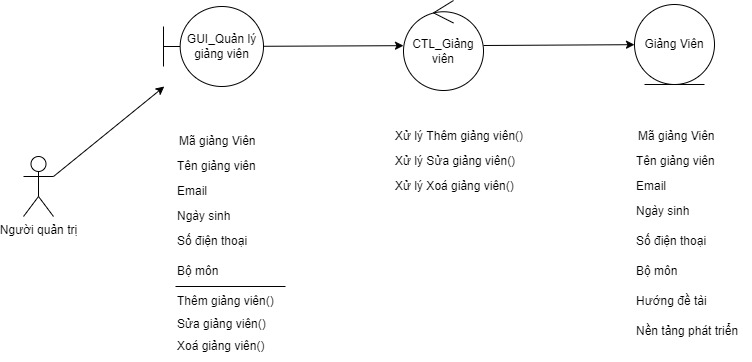 GUI_Quản lý
giảng viên
CTL_Giảng
viên
Giảng Viên
Người quản trị
Mã giảng Viên
Tên giảng viên
Email
Ngày sinh
Số điện thoại
Bộ môn
Thêm giảng viên()
Sửa giảng viên()
Xoá giảng viên()
Xử lý Thêm giảng viên()
Xử lý Sửa giảng viên()
Xử lý Xoá giảng viên()
Mã giảng Viên
Tên giảng viên
Email
Ngày sinh
Số điện thoại
Bộ môn
Hướng đề tài
Nền tảng phát triển